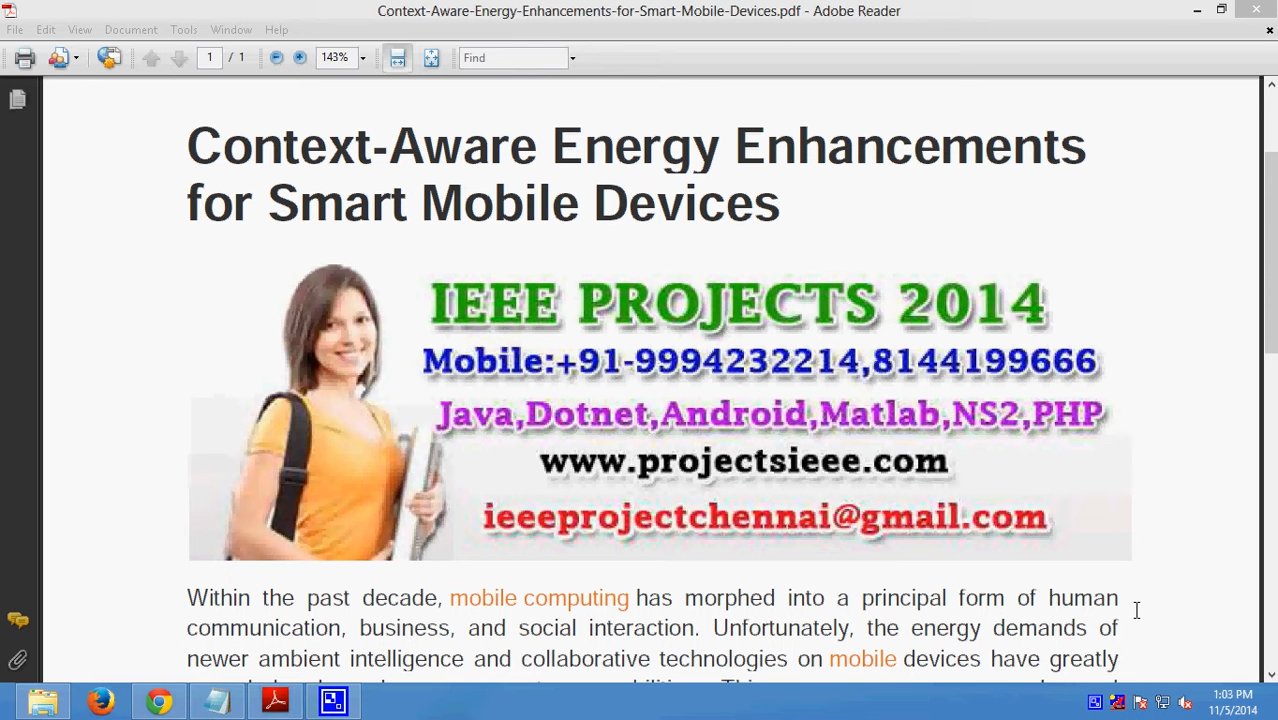 Context-Aware-Energy-Enhancements-for-Smart-Mobile-Devices.pdf - Adobe Reader
File Edit View Document Tools Window Help
1 / 1 143% Find
Context-Aware Energy Enhancements
for Smart Mobile Devices
IEEE PROJECTS 2014
Mobile:+91-9994232214,8144199666
Java,Dotnet,Android,Matlab,NS2,PHP
www.projectsieee.com
ieeeprojectchennai@gmail.com
Within the past decade, mobile computing has morphed into a principal form of human
communication, business, and social interaction. Unfortunately, the energy demands of
newer ambient intelligence and collaborative technologies on mobile devices have greatly
1:03 PM
11/5/2014